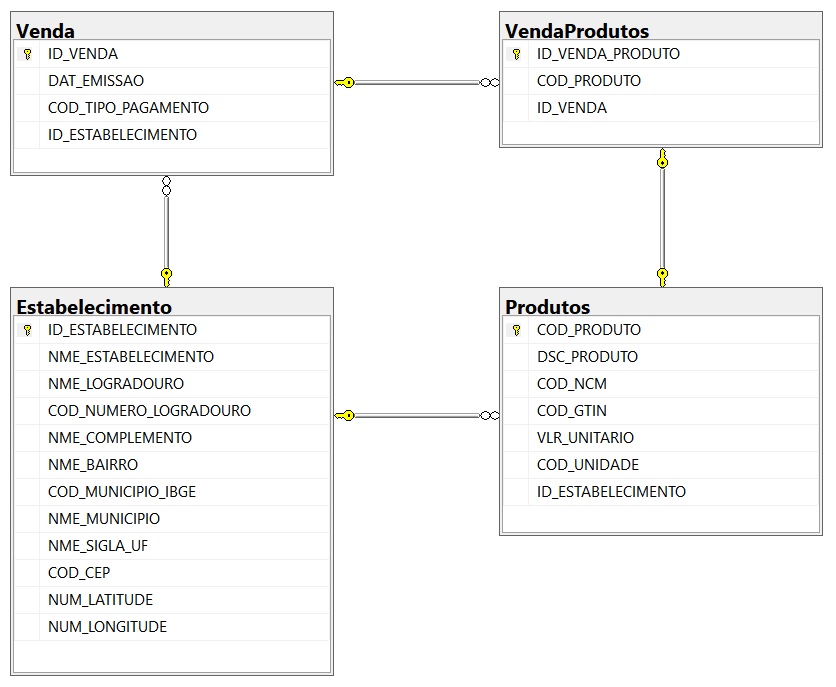 Venda
ID_VENDA
DAT_EMISSAO
COD_TIPO_PAGAMENTO
ID_ESTABELECIMENTO
VendaProdutos
ID_VENDA_PRODUTO
COD_PRODUTO
ID_VENDA
Estabelecimento
ID_ESTABELECIMENTO
NME_ESTABELECIMENTO
NME_LOGRADOURO
COD_NUMERO_LOGRADOURO
NME_COMPLEMENTO
NME_BAIRRO
COD_MUNICIPIO_IBGE
NME_MUNICIPIO
NME_SIGLA_UF
COD_CEP
NUM_LATITUDE
NUM_LONGITUDE
Produtos
COD_PRODUTO
DSC_PRODUTO
COD_NCM
COD_GTIN
VLR_UNITARIO
COD_UNIDADE
ID_ESTABELECIMENTO